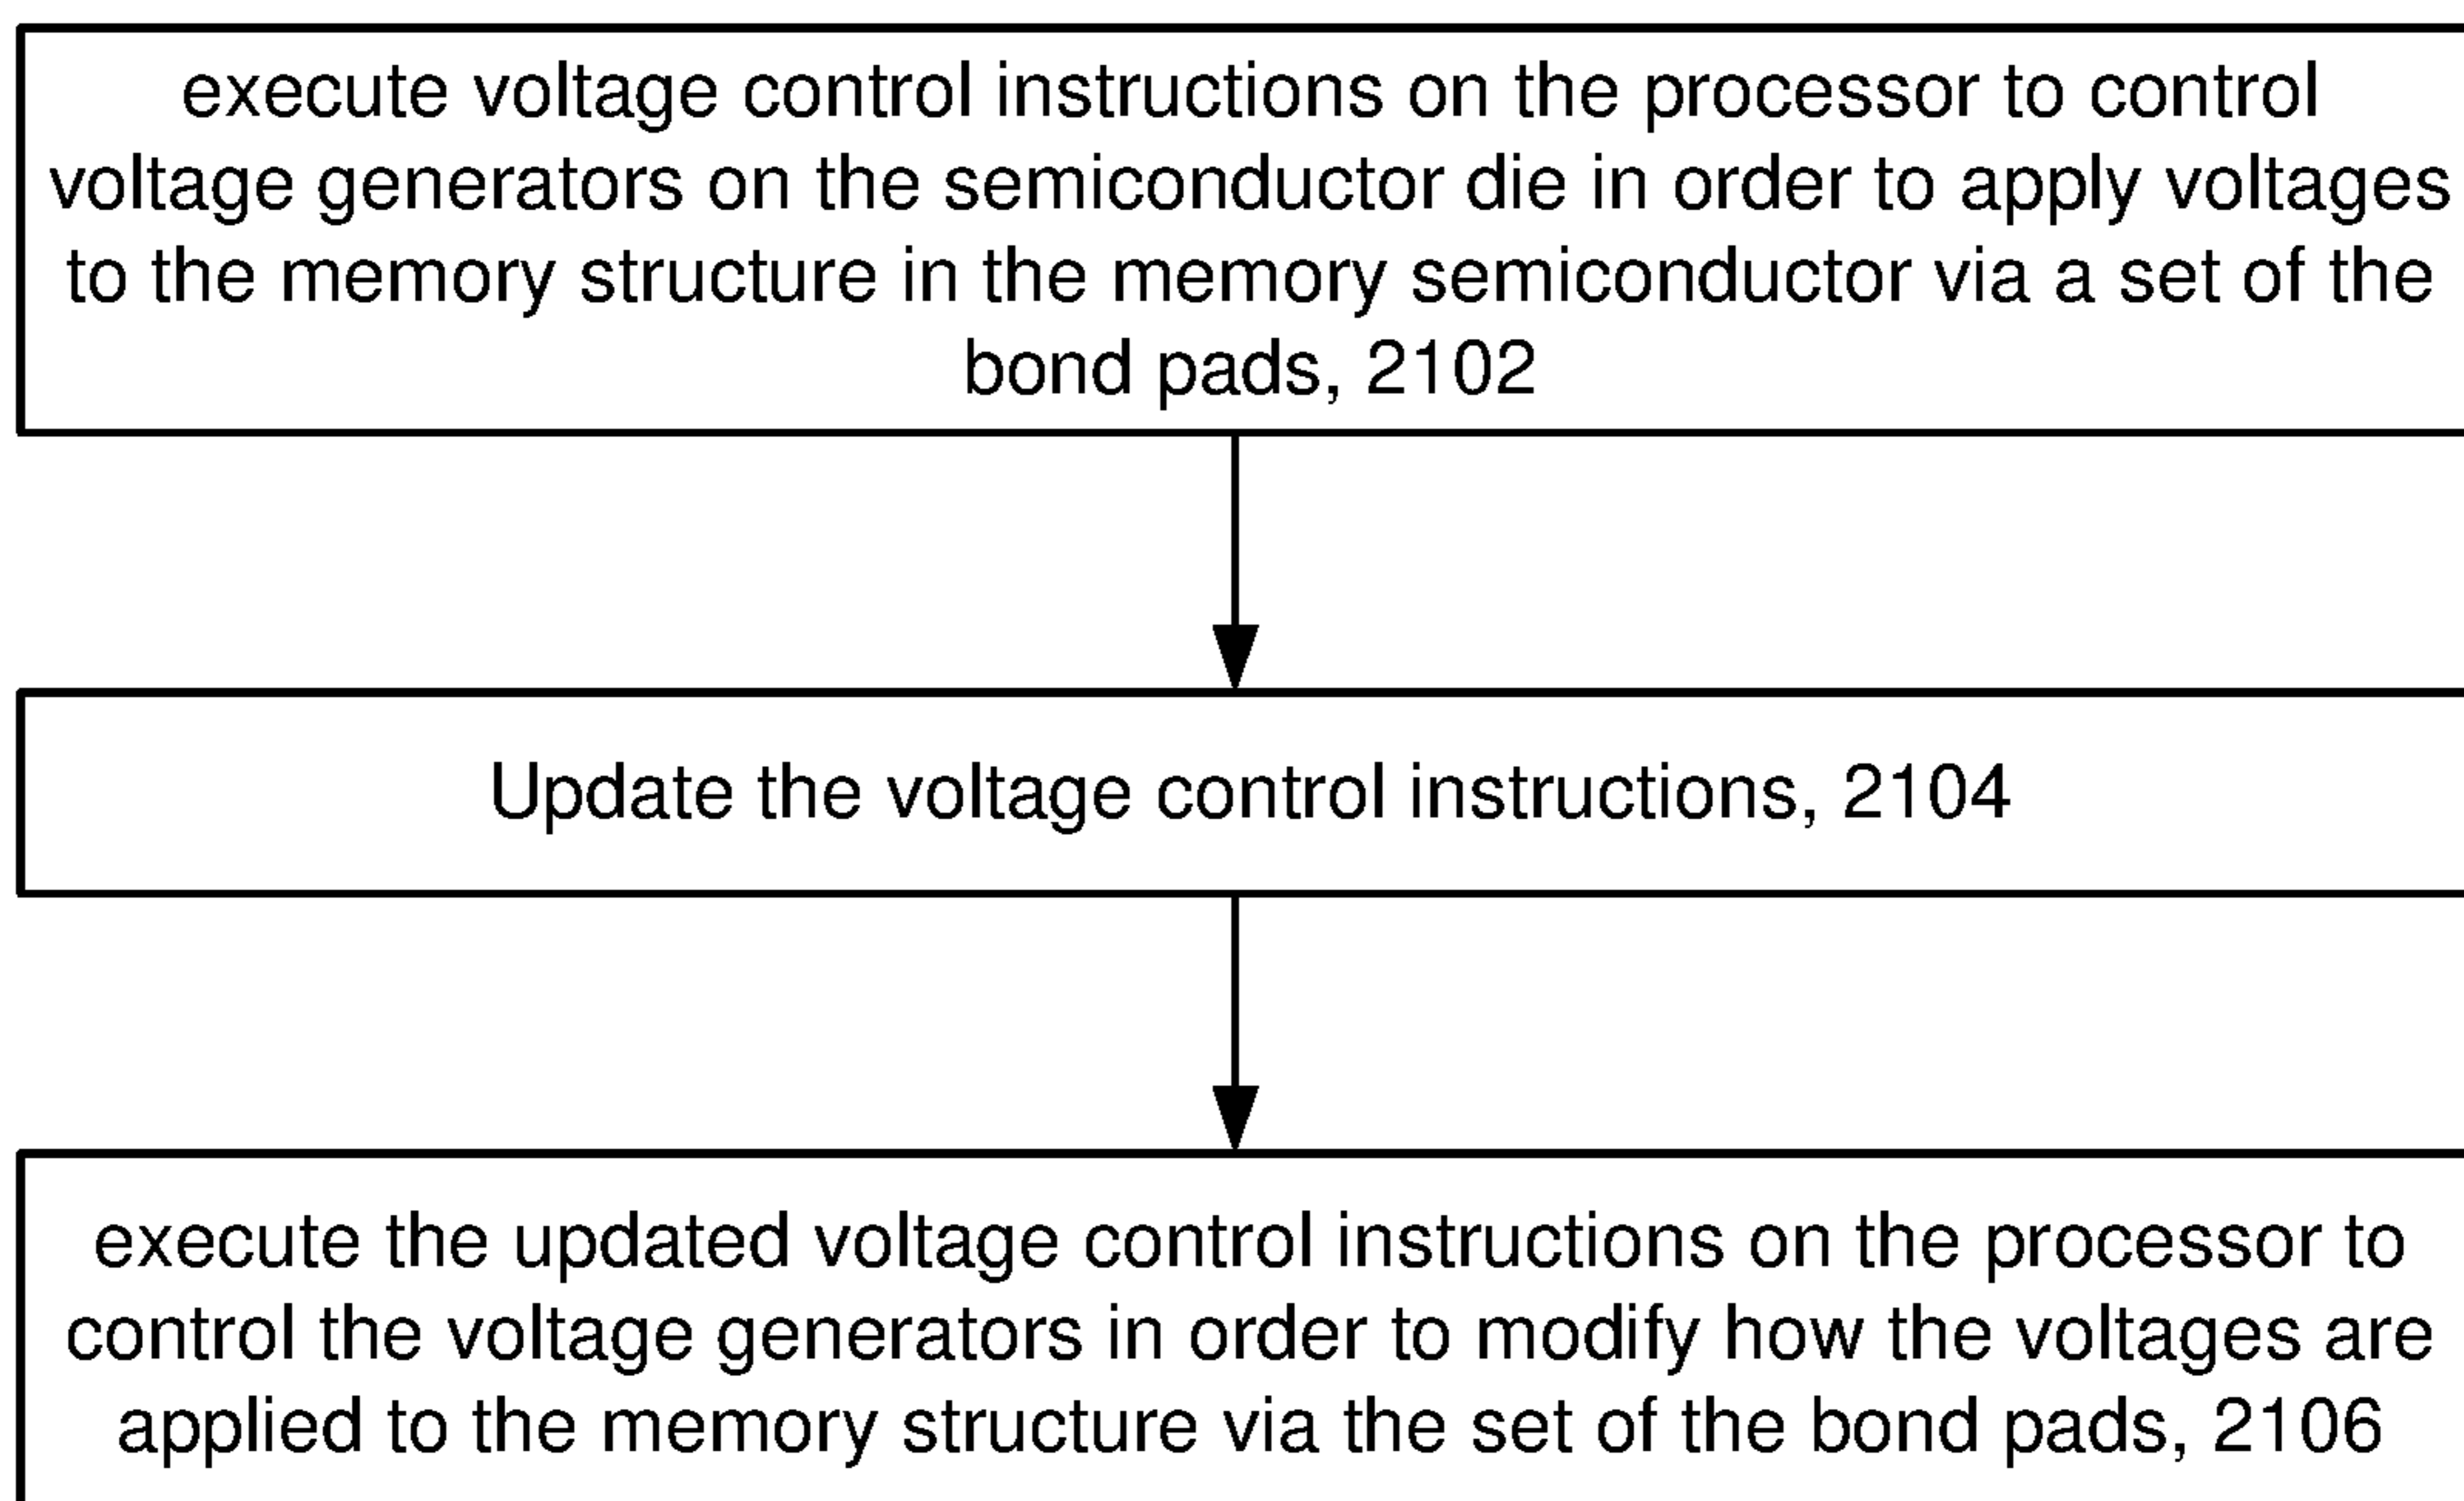 execute voltage control instructions on the processor to control
voltage generators on the semiconductor die in order to apply voltages
to the memory structure in the memory semiconductor via a set of the
bond pads, 2102
Update the voltage control instructions, 2104
execute the updated voltage control instructions on the processor to
control the voltage generators in order to modify how the voltages are
applied to the memory structure via the set of the bond pads, 2106